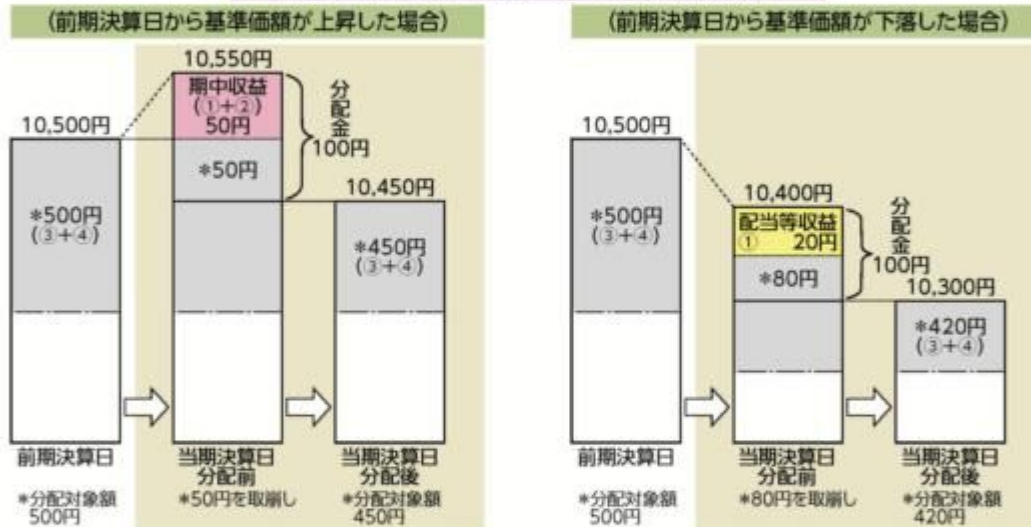 (前期決算日から基準価額が上昇した場合)
10,550円
期中収益
(①+②)
50円
分配金
100円
10,500円
*50円
10,450円
*500円
(③+④)
*450円
(③+④)
前期決算日
当期決算日
分配前
当期決算日
分配後
*分配対象額
500円
*50円を取崩し
*分配対象額
450円
(前期決算日から基準価額が下落した場合)
10,500円
10,400円
*500円
(③+④)
配当等収益
① 20円
分配金
100円
*80円
10,300円
*420円
(③+④)
前期決算日
当期決算日
分配前
当期決算日
分配後
*分配対象額
500円
*80円を取崩し
*分配対象額
420円